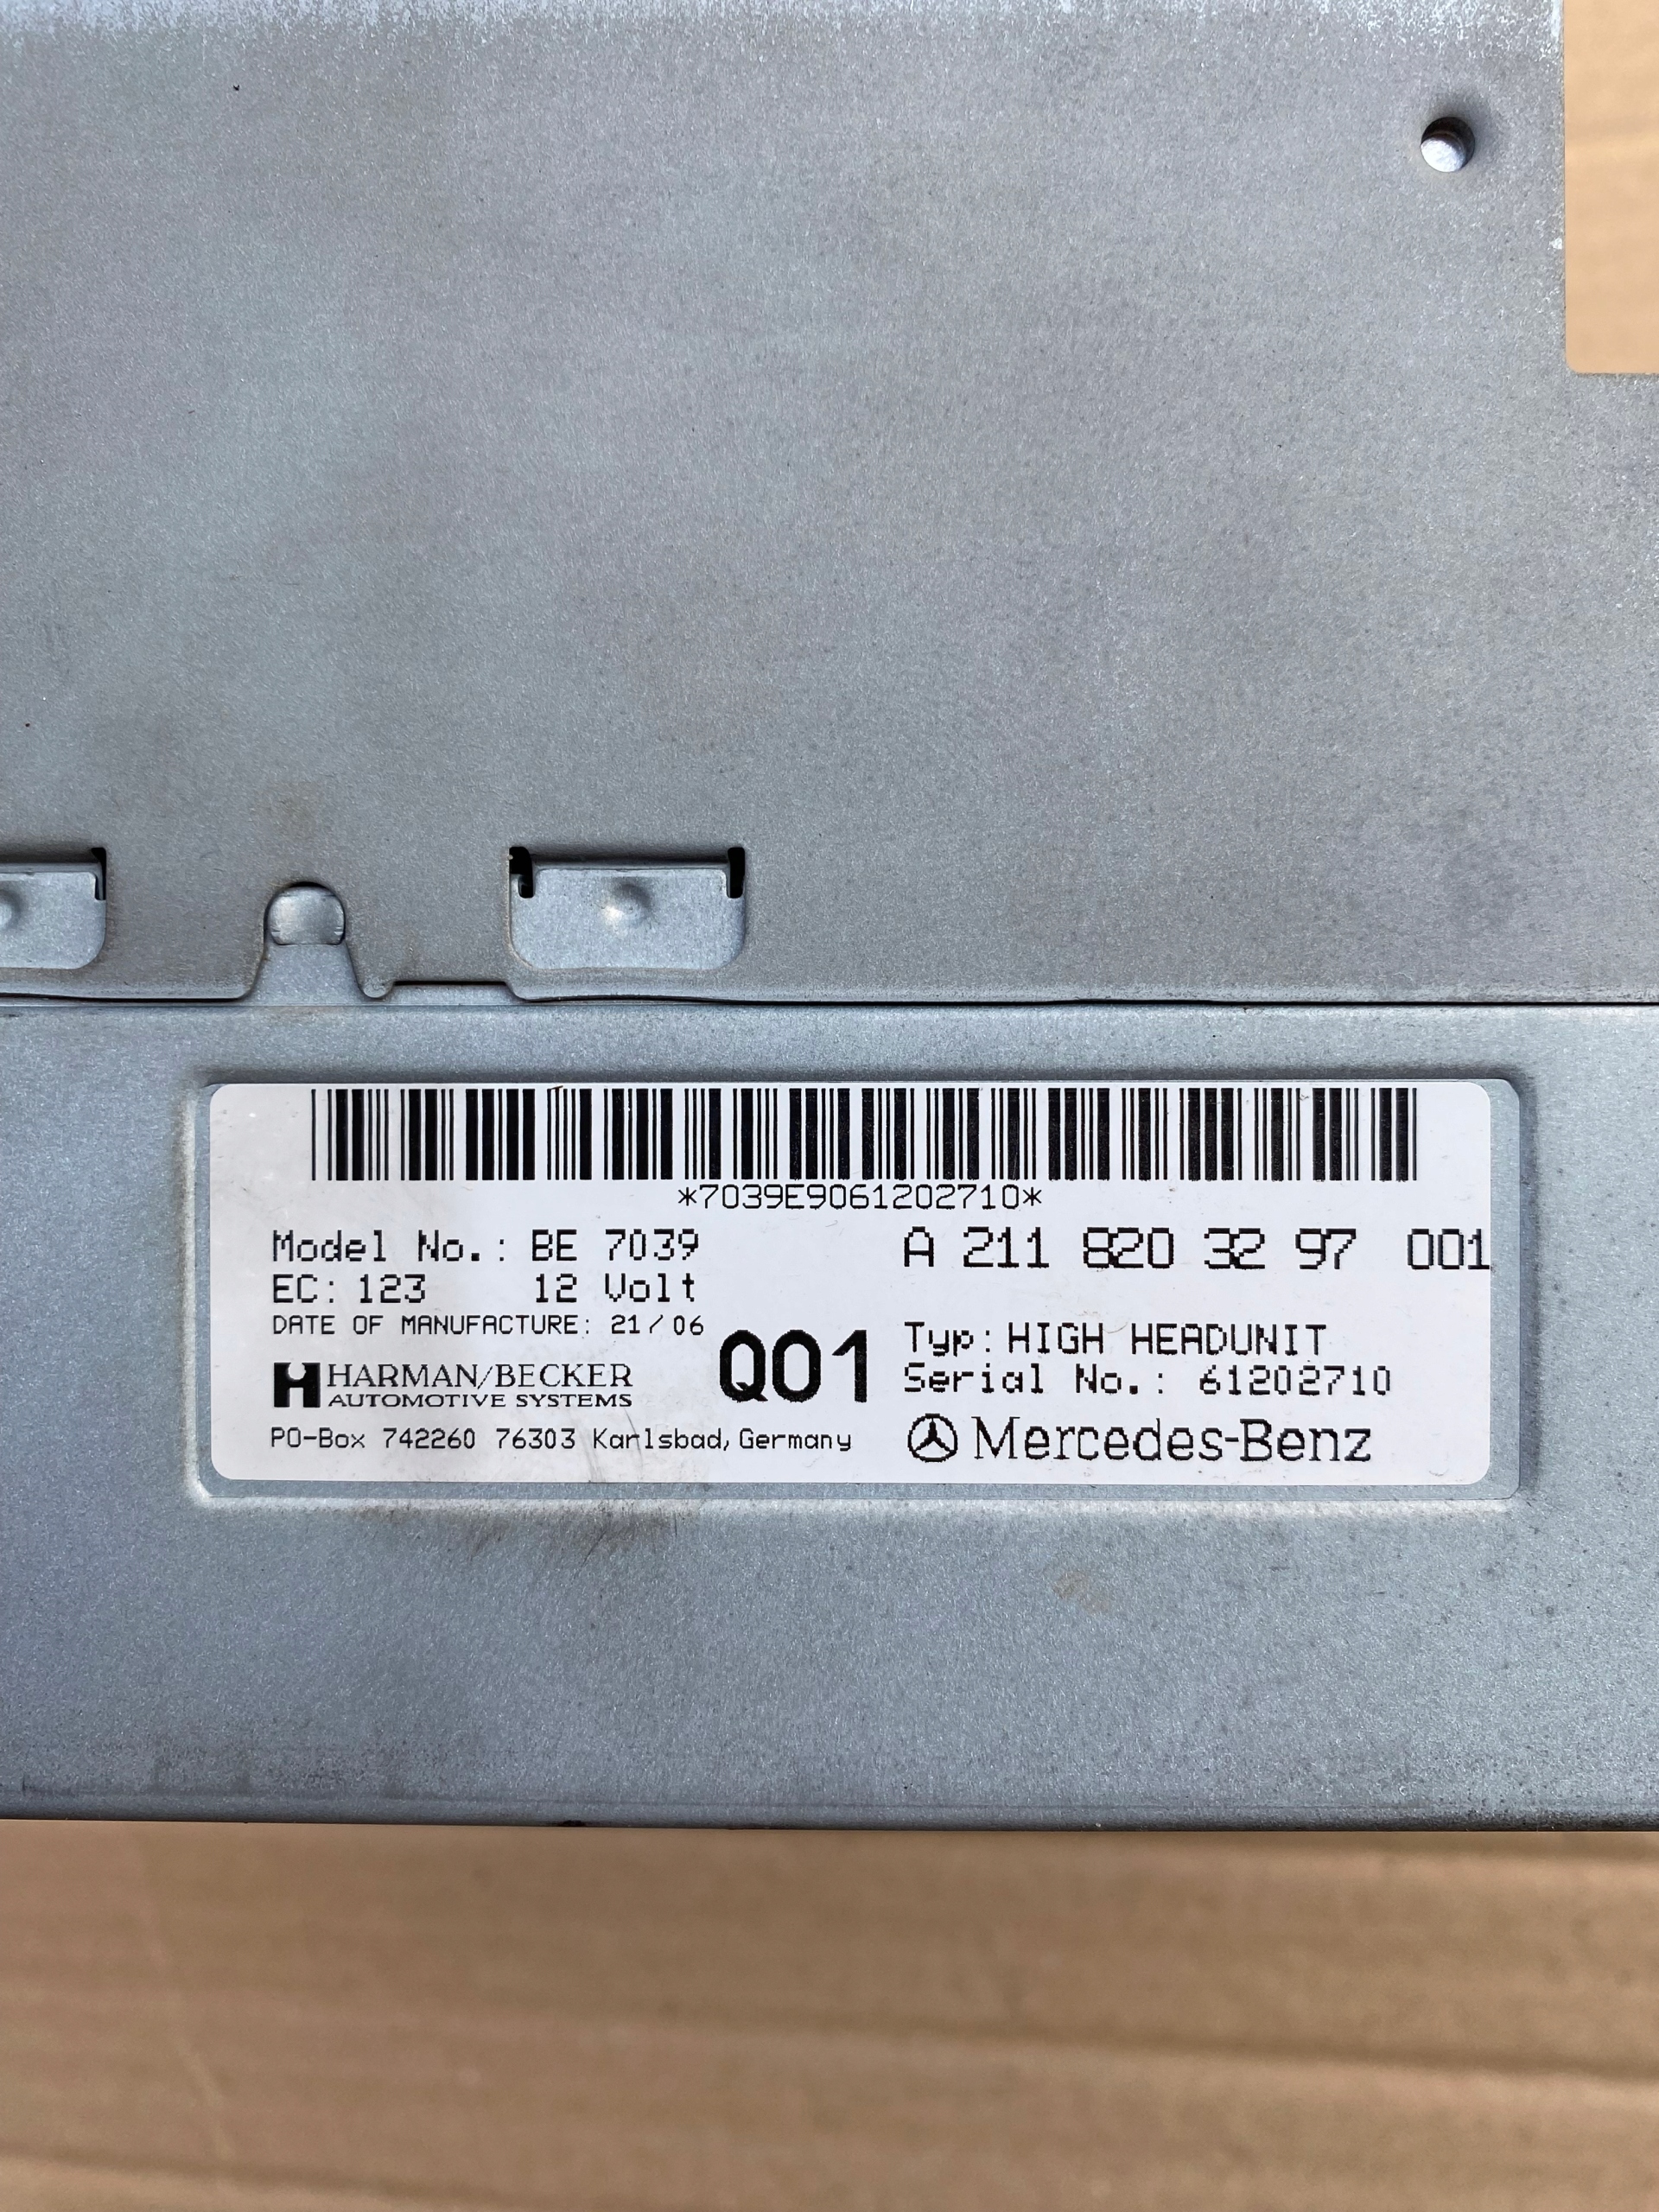 *7039E9061202710*
Model No.: BE 7039
A 211 820 32 97 001
EC: 123 12 Volt
DATE OF MANUFACTURE: 21/06
Q01
Typ: HIGH HEADUNIT
Serial No.: 61202710
HARMAN/BECKER
AUTOMOTIVE SYSTEMS
PO-Box 742260 76303 Karlsbad, Germany
Mercedes-Benz